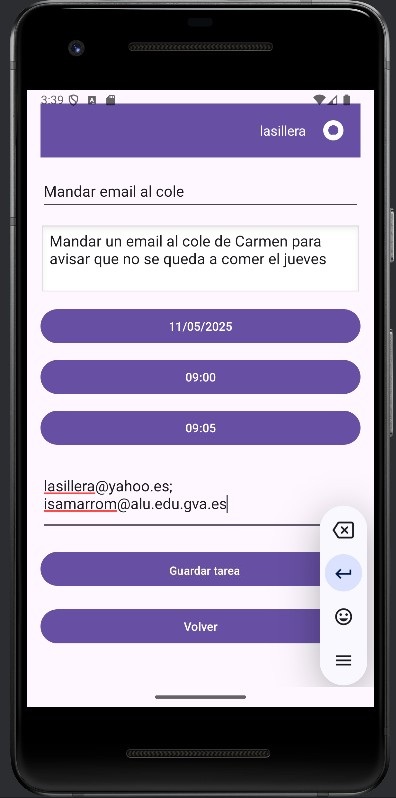 3:39
lasillera
Mandar email al cole
Mandar un email al cole de Carmen para
avisar que no se queda a comer el jueves
11/05/2025
09:00
09:05
lasillera@yahoo.es;
isamarrom@alu.edu.gva.es
Guardar tarea
Volver